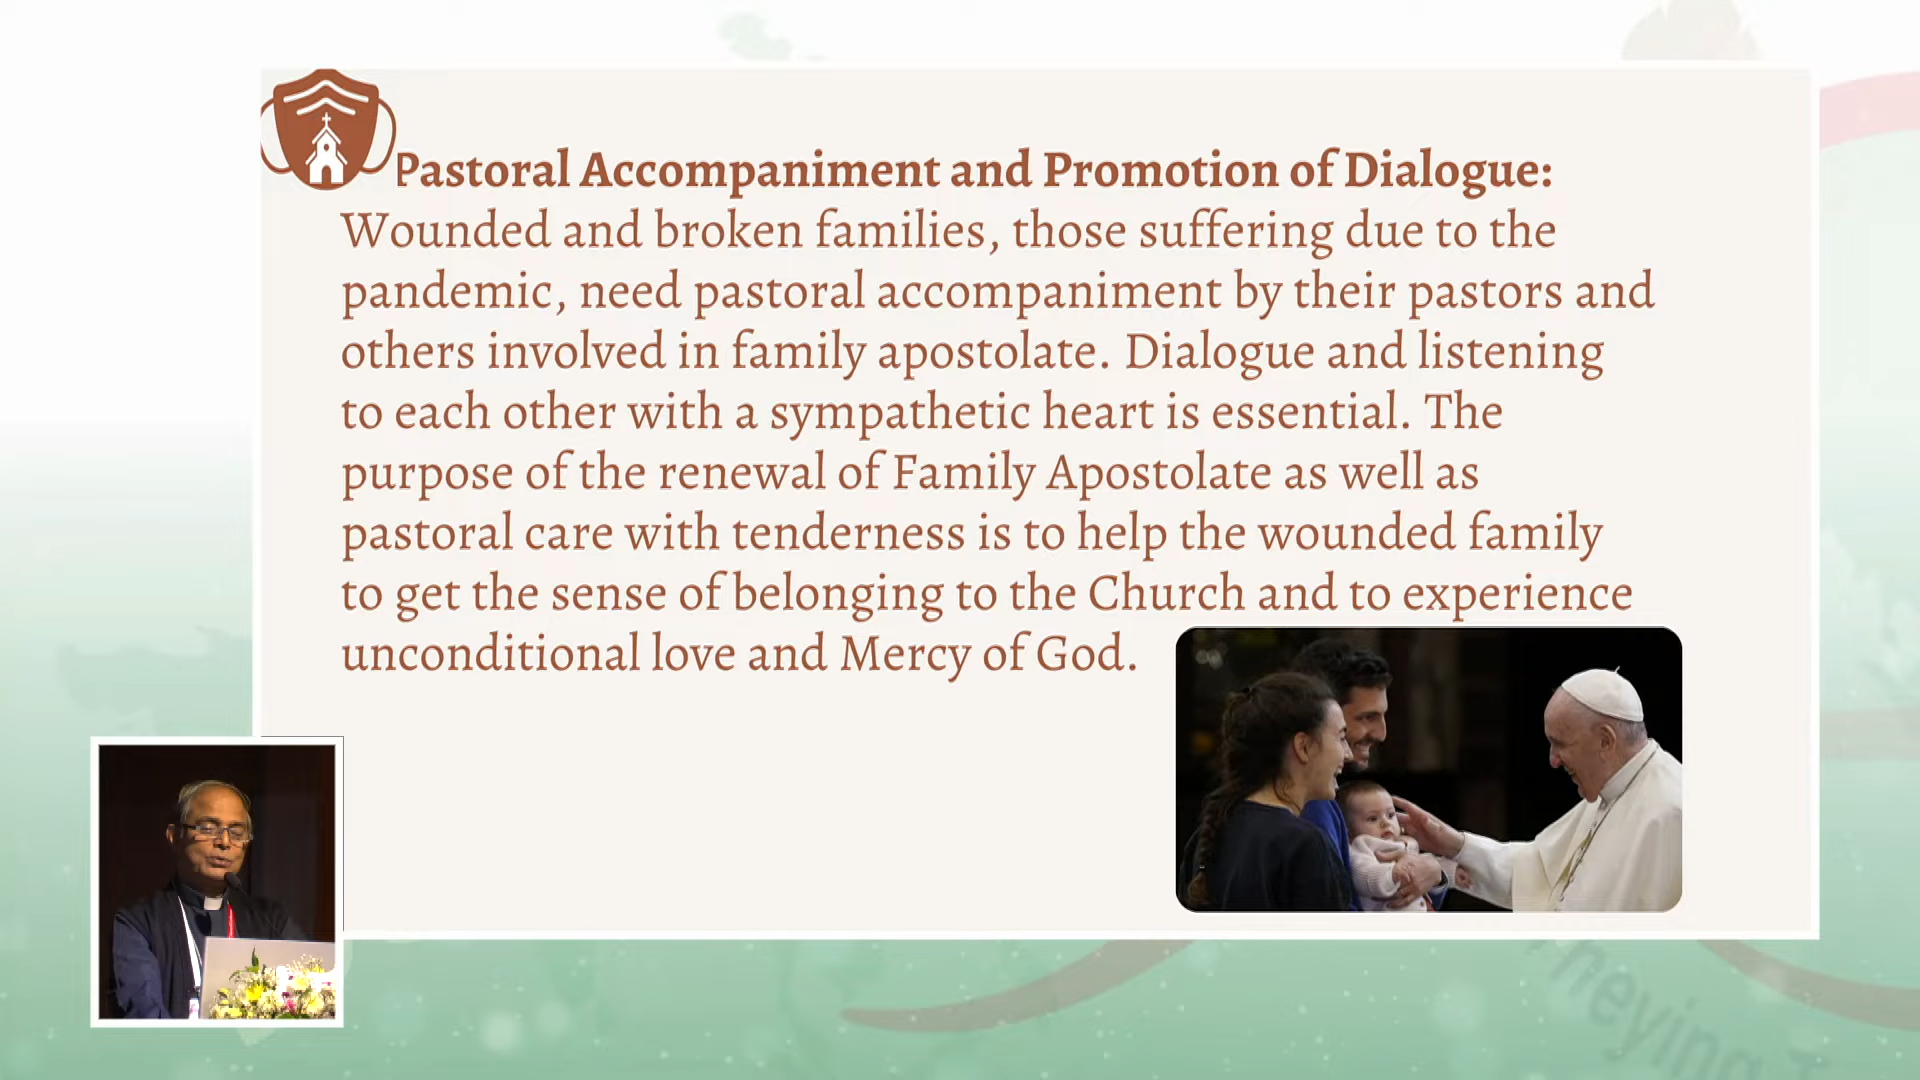 Pastoral Accompaniment and Promotion of Dialogue:
Wounded and broken families, those suffering due to the
pandemic, need pastoral accompaniment by their pastors and
others involved in family apostolate. Dialogue and listening
to each other with a sympathetic heart is essential. The
purpose of the renewal of Family Apostolate as well as
pastoral care with tenderness is to help the wounded family
to get the sense of belonging to the Church and to experience
unconditional love and Mercy of God.